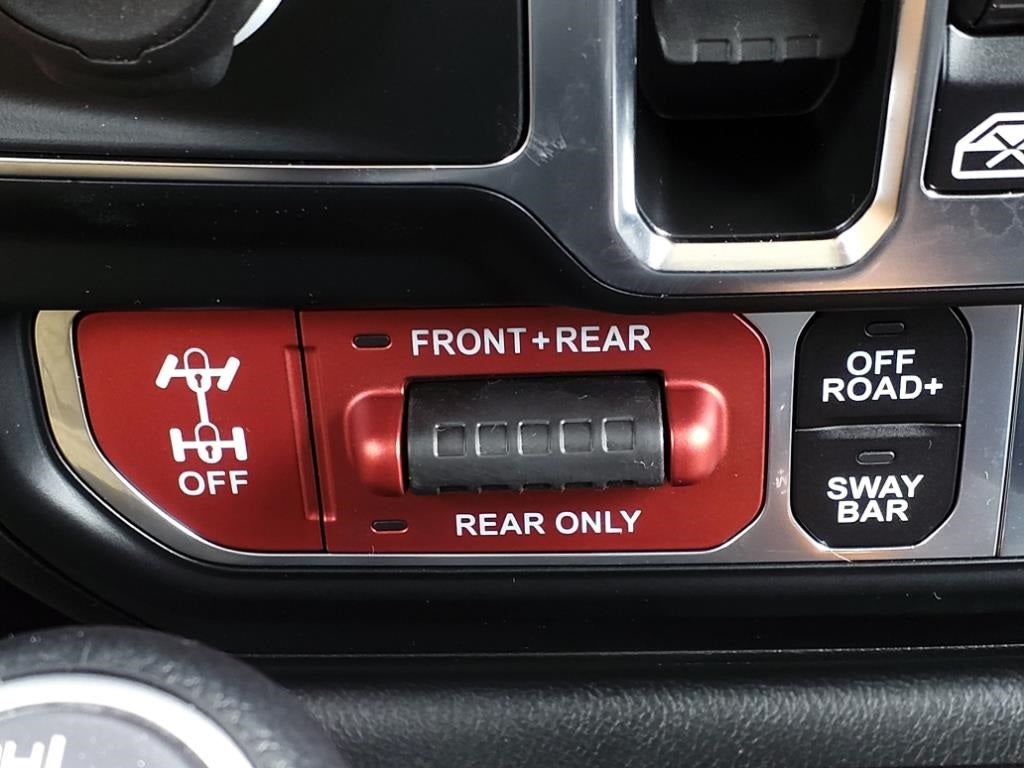 FRONT+REAR
OFF
REAR ONLY
OFF
ROAD+
SWAY
BAR